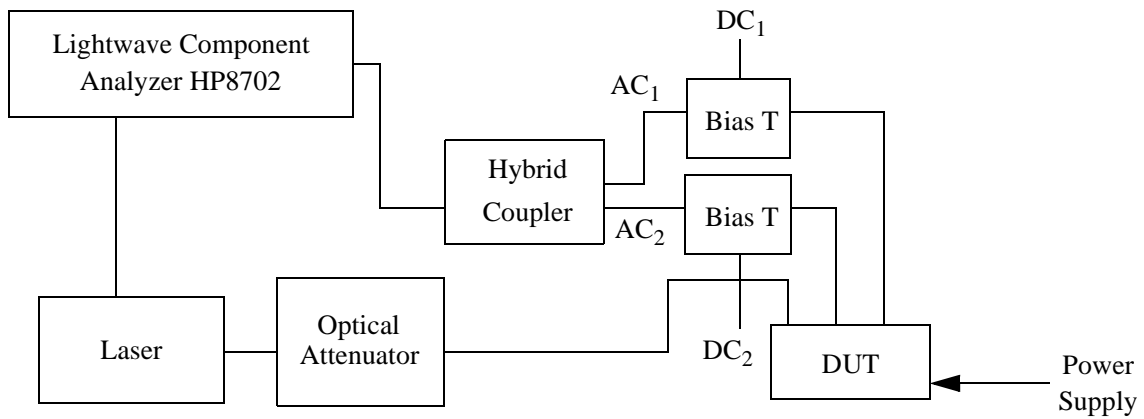 Lightwave Component
Analyzer HP8702
DC1
AC1
Bias T
Hybrid
Coupler
AC2
Bias T
DC2
Laser
Optical
Attenuator
DUT
Power
Supply